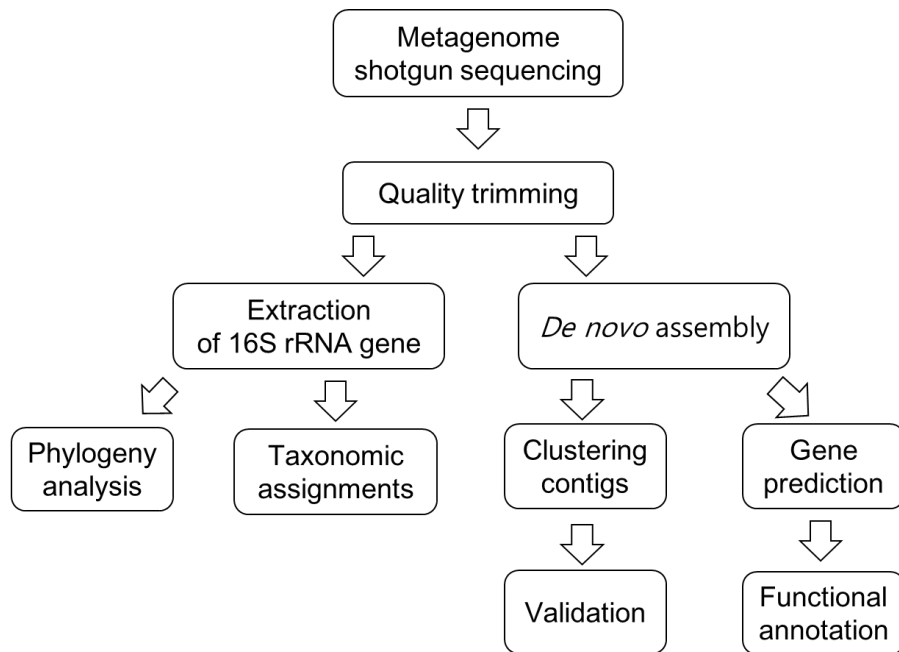 Metagenome
shotgun sequencing
Quality trimming
Extraction
of 16S rRNA gene
De novo assembly
Phylogeny
analysis
Taxonomic
assignments
Clustering
contigs
Gene
prediction
Validation
Functional
annotation